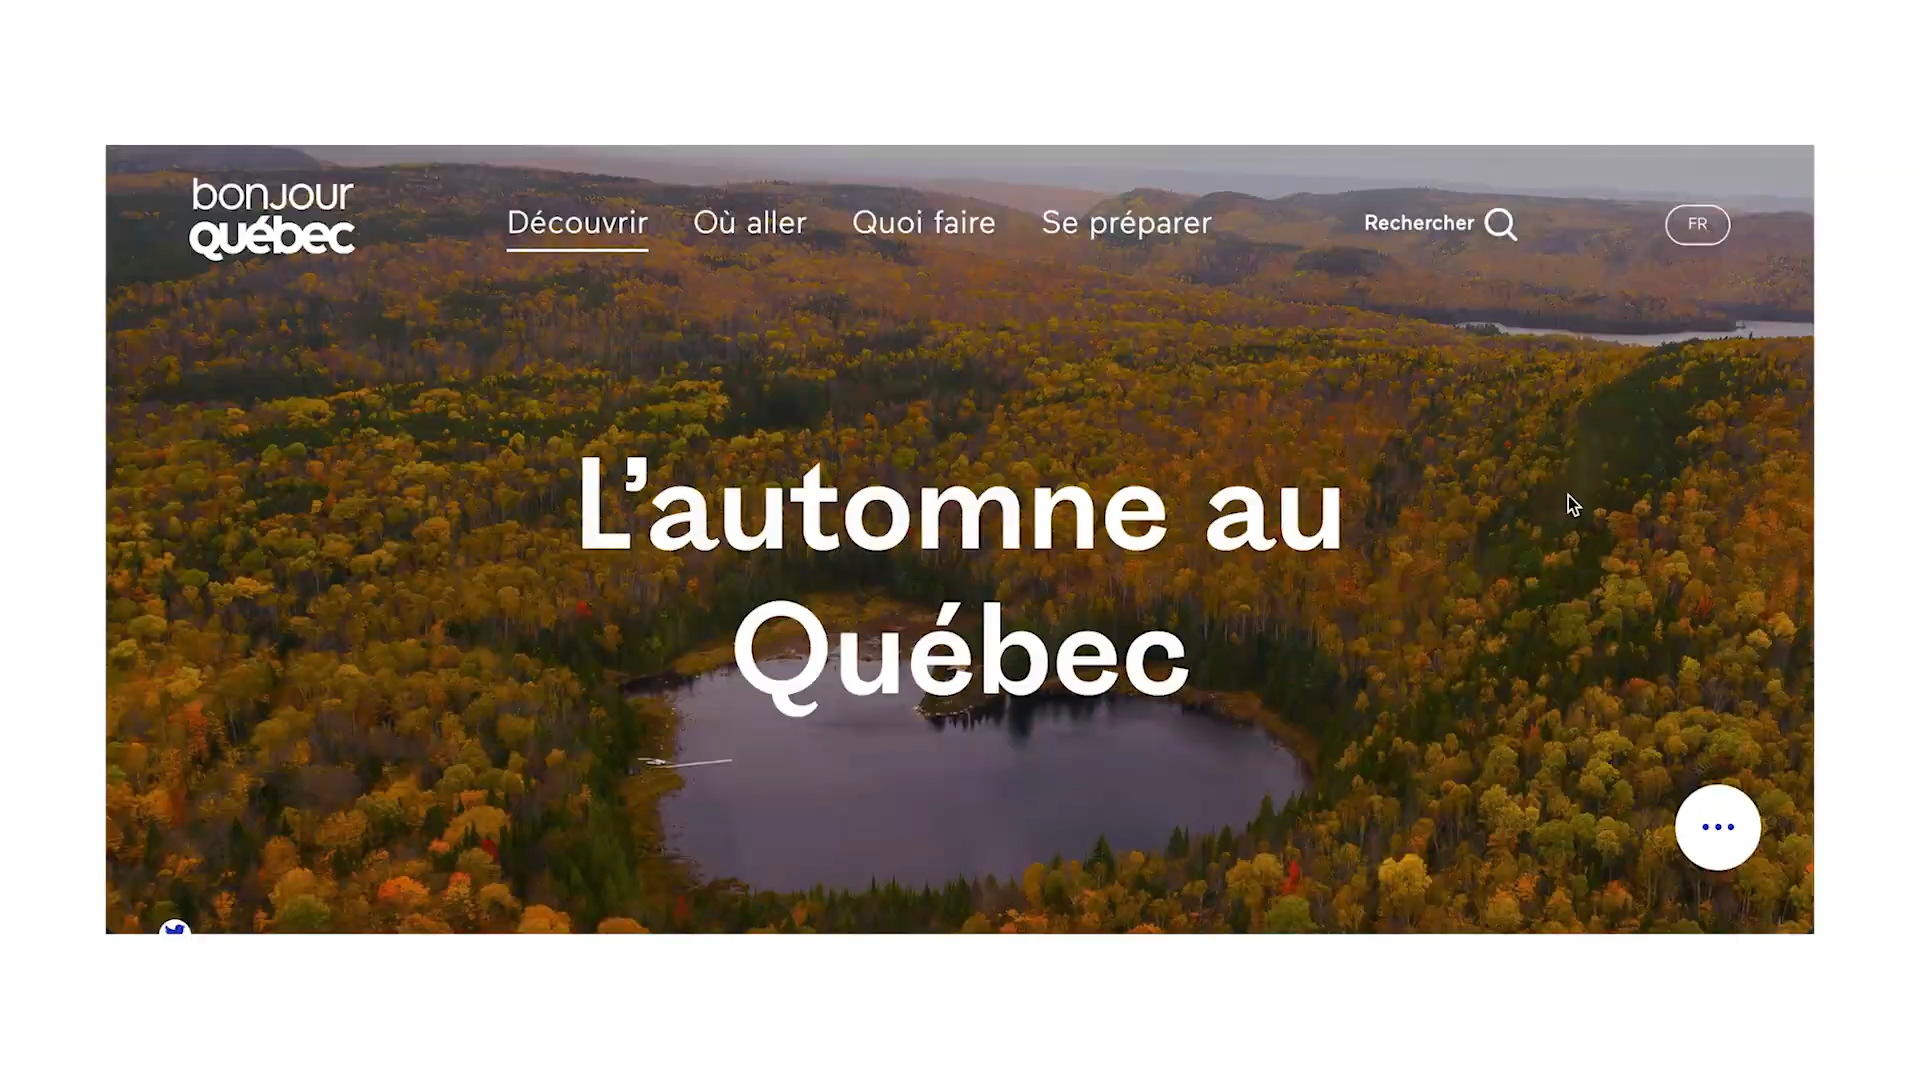 bonjour
québec
Découvrir
Où aller
Quoi faire
Se préparer
Rechercher
FR
L’automne au
Québec